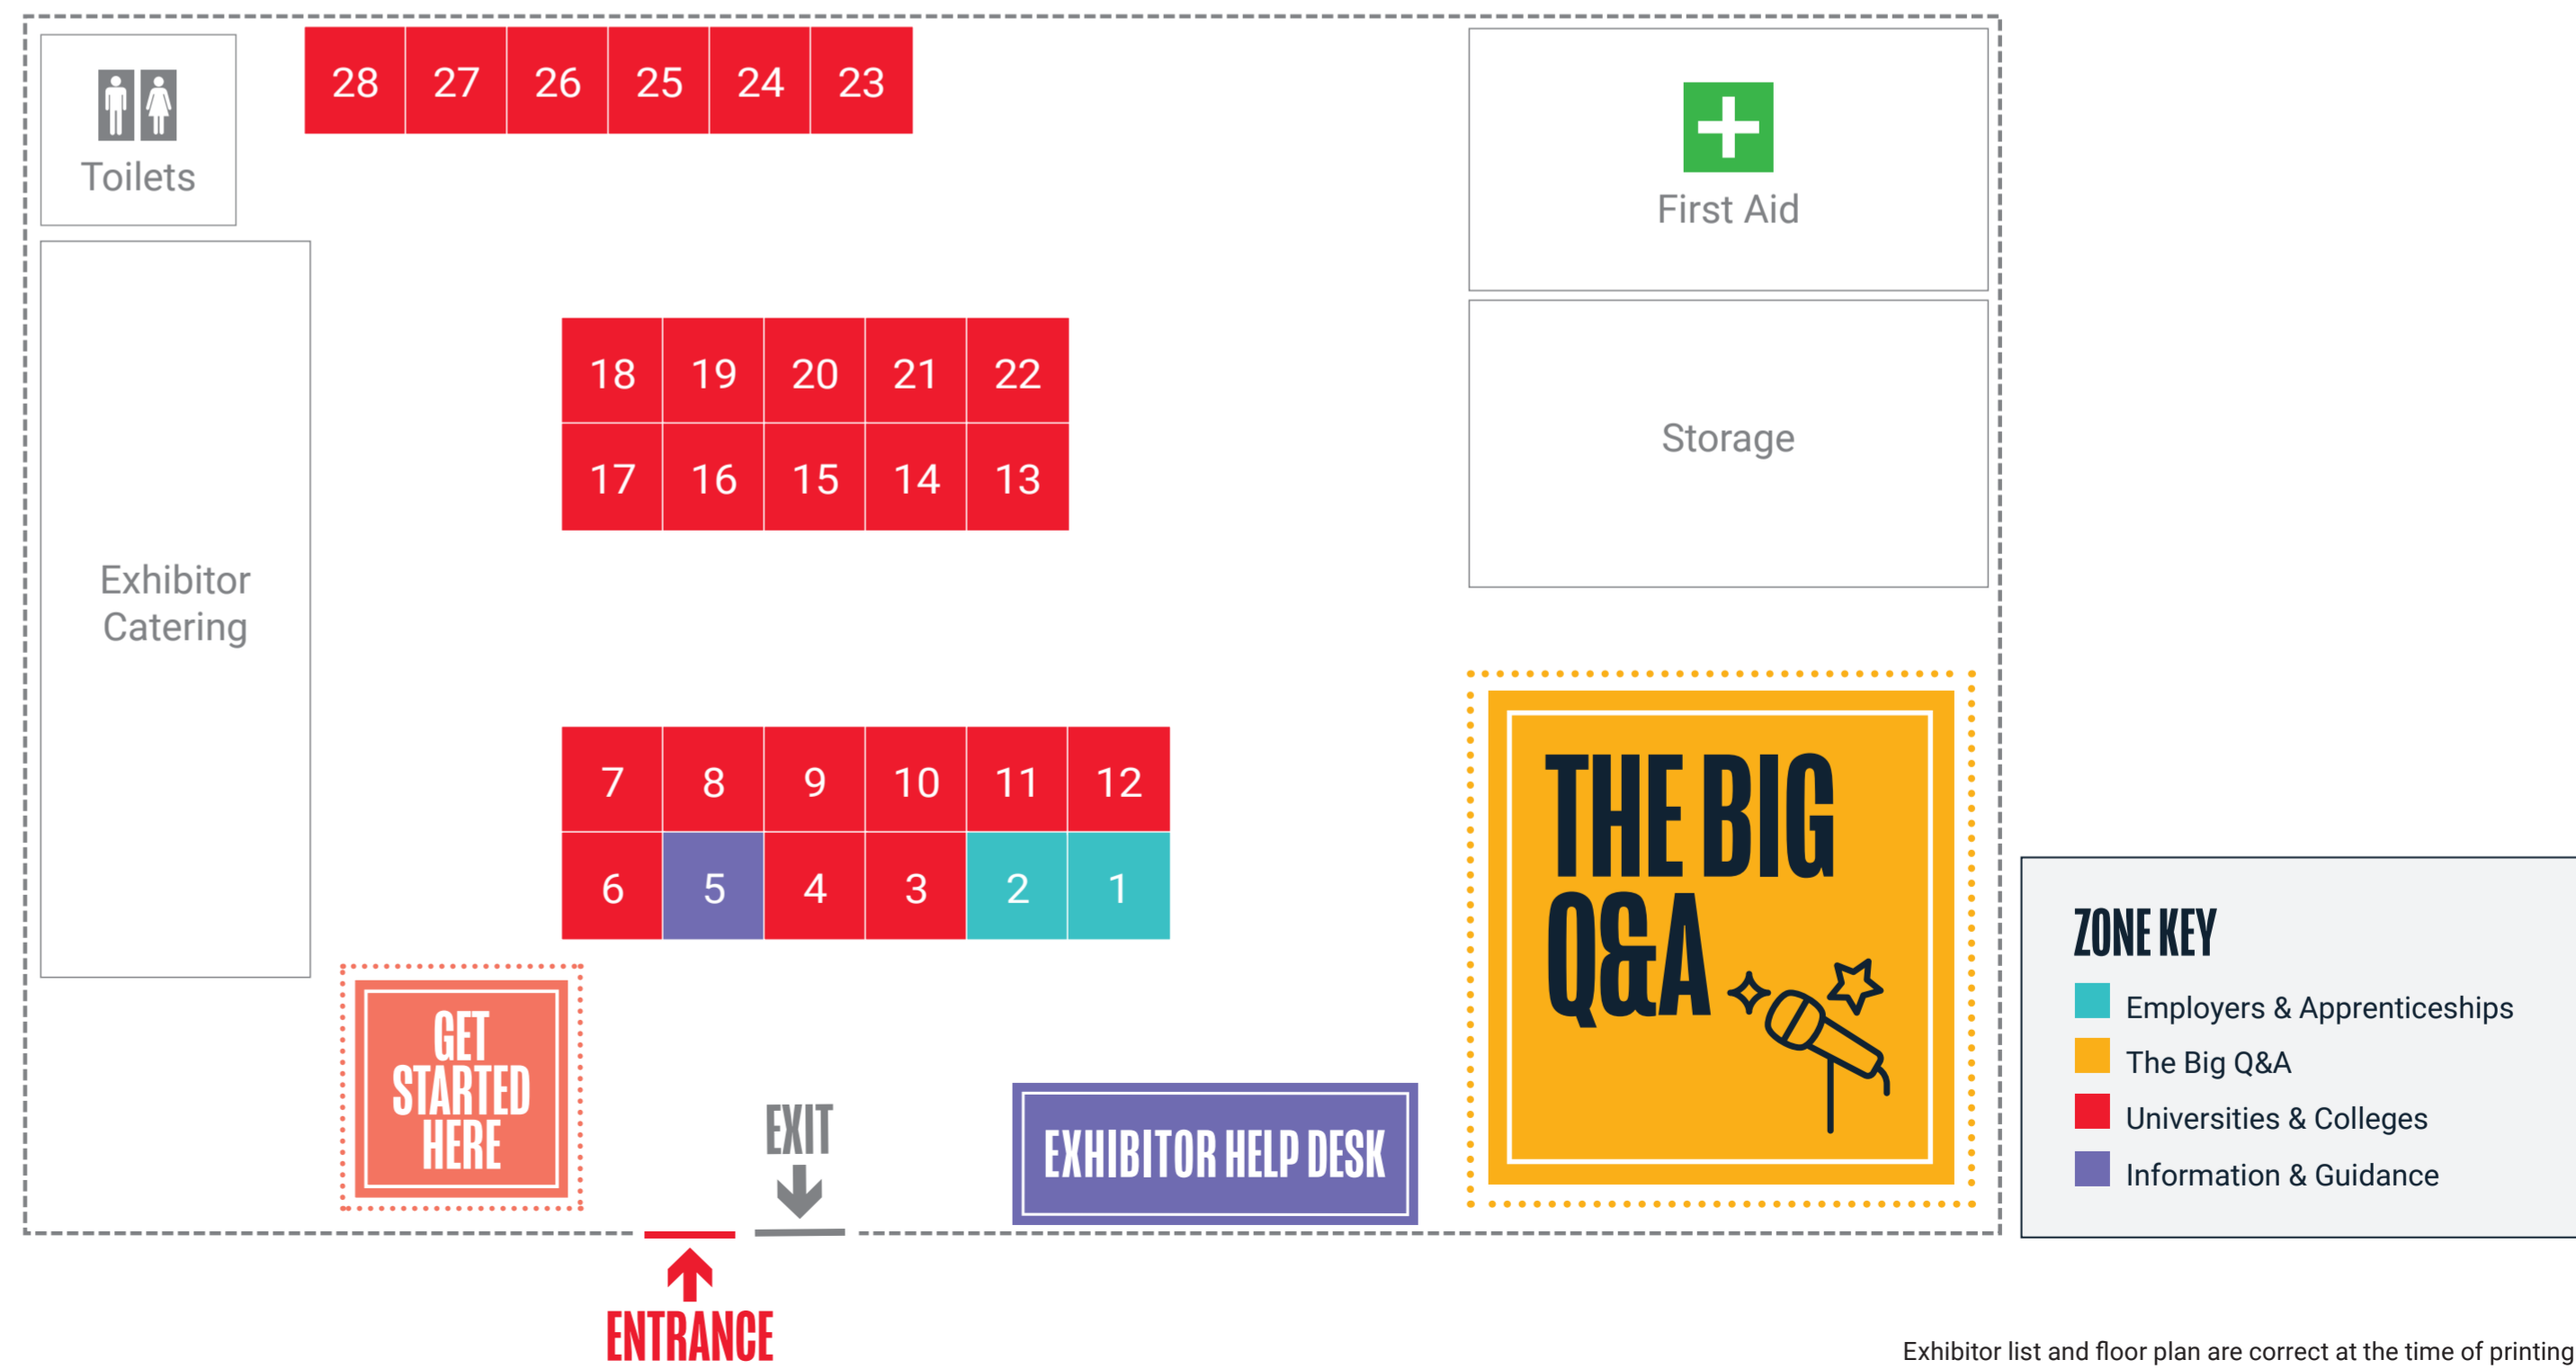 28 27 26 25 24 23
Toilets
First Aid
18 19 20 21 22
17 16 15 14 13
Storage
Exhibitor
Catering
7 8 9 10 11 12
6 5 4 3 2 1
THE BIG
Q&A
GET
STARTED
HERE
EXIT
EXHIBITOR HELP DESK
ENTRANCE
ZONE KEY
Employers & Apprenticeships
The Big Q&A
Universities & Colleges
Information & Guidance
Exhibitor list and floor plan are correct at the time of printing